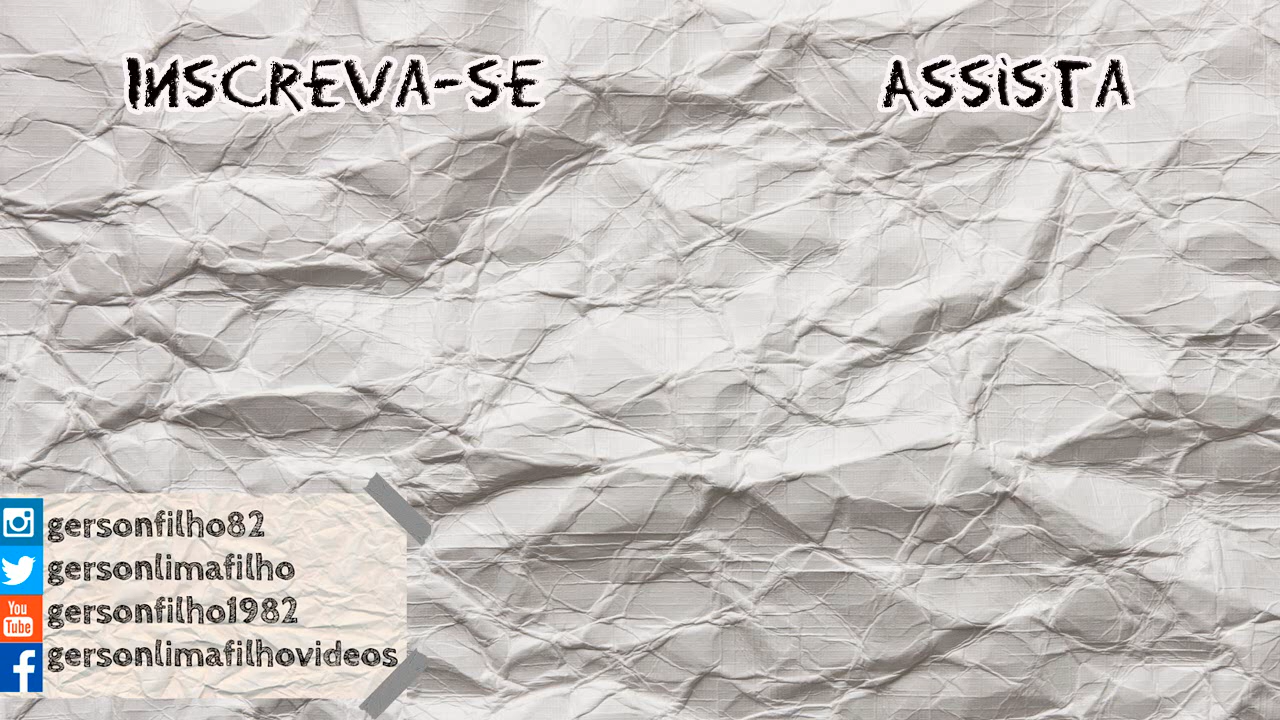 INSCREVA-SE
ASSiSTA
gersonfilho82
gersonlimafilho
You Tube gersonfilho1982
gersonlimafilhovideos